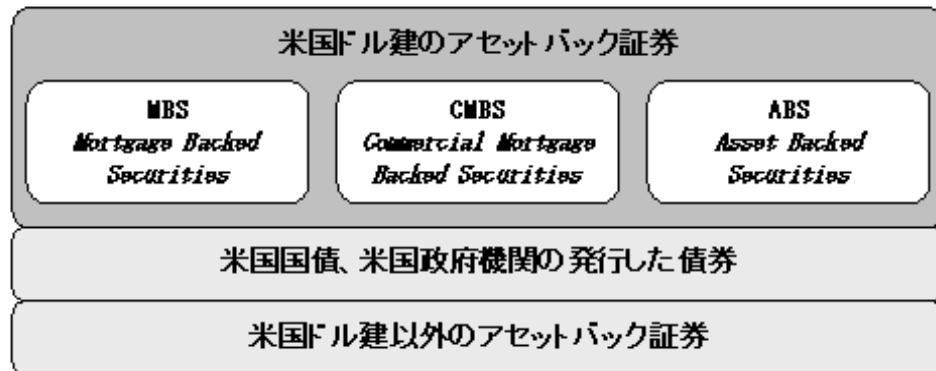 米国ドル建のアセットバック証券
MBS
Mortgage Backed
Securities
CMBS
Commercial Mortgage
Backed Securities
ABS
Asset Backed
Securities
米国国債、米国政府機関の発行した債券
米国ドル建以外のアセットバック証券